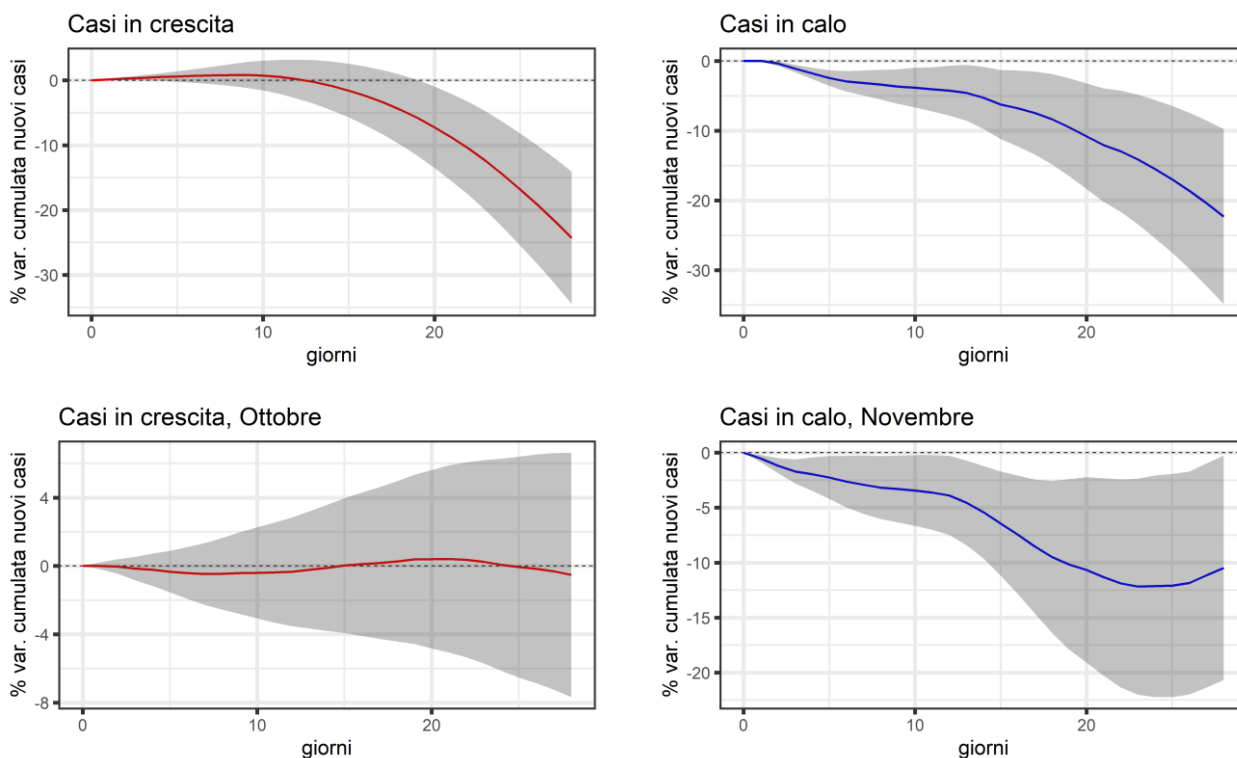 Casi in crescita
% var. cumulata nuovi casi
0
-10
-20
-30
0
10
20
giorni
Casi in calo
% var. cumulata nuovi casi
0
-10
-20
-30
0
10
20
giorni
Casi in crescita, Ottobre
% var. cumulata nuovi casi
4
0
-4
-8
0
10
20
giorni
Casi in calo, Novembre
% var. cumulata nuovi casi
0
-5
-10
-15
-20
0
10
20
giorni